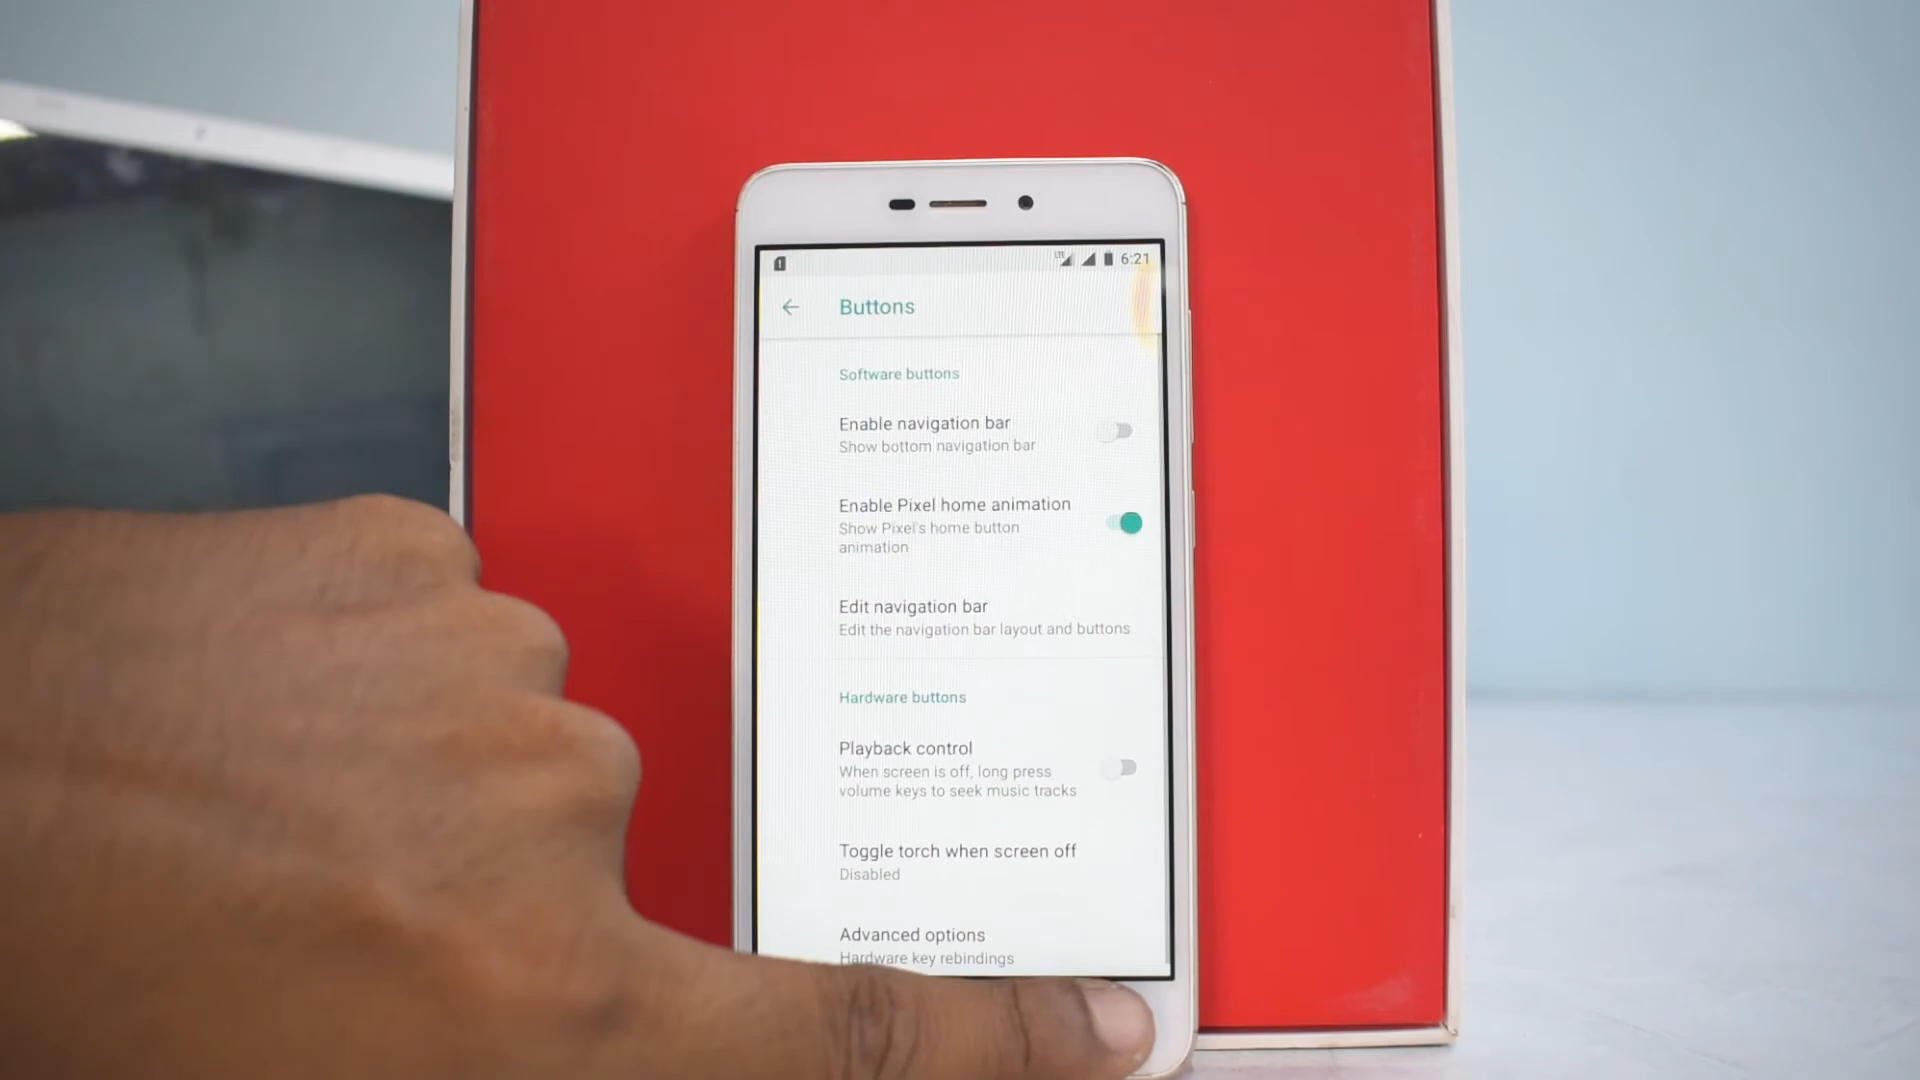 LTE 6:21
Buttons
Software buttons
Enable navigation bar
Show bottom navigation bar
Enable Pixel home animation
Show Pixel's home button
animation
Edit navigation bar
Edit the navigation bar layout and buttons
Hardware buttons
Playback control
When screen is off, long press
volume keys to seek music tracks
Toggle torch when screen off
Disabled
Advanced options
Hardware key rebindings